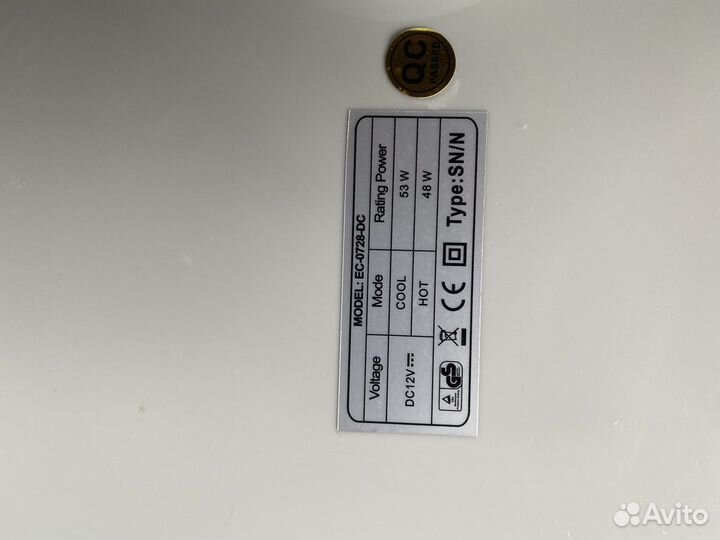 QC
PASSED
MODEL: EC-0728-DC
Voltage Mode Rating Power
DC12V COOL 53 W
HOT 48 W
GS CE Type:SN/N
Avito